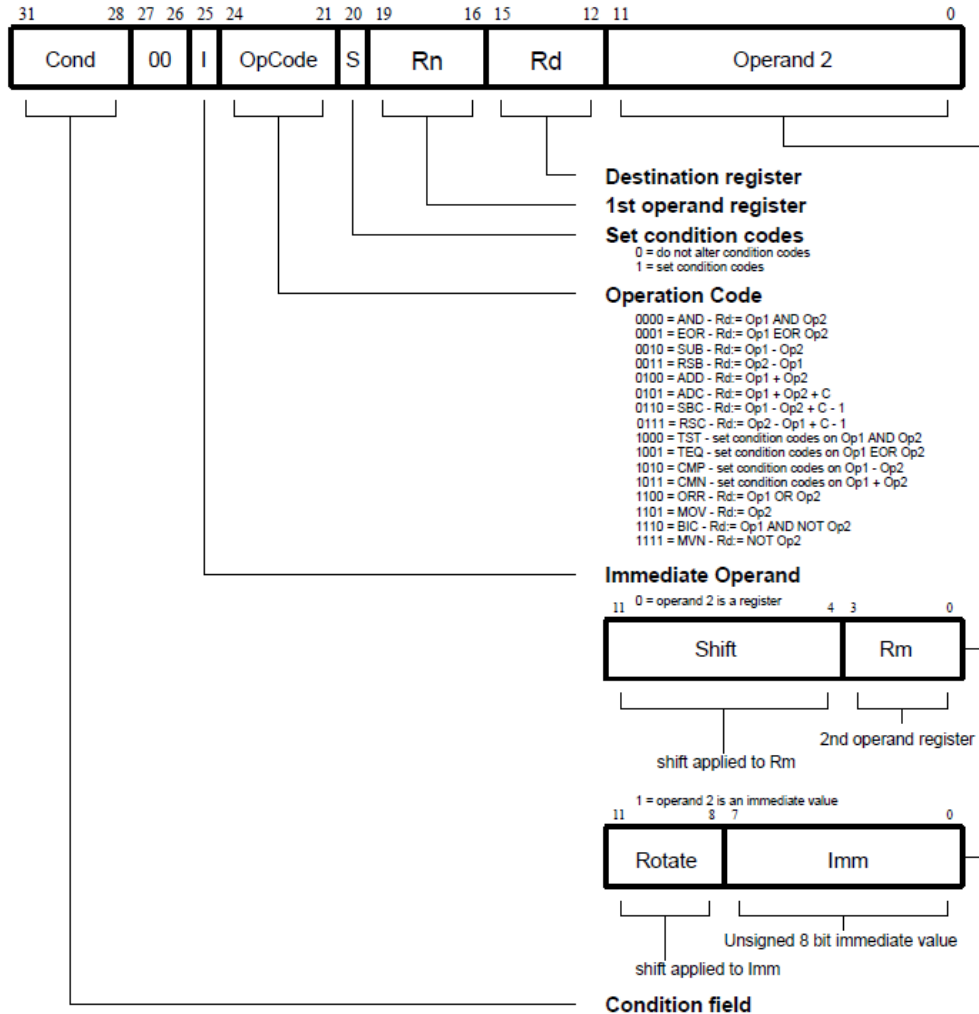 31 28 27 26 25 24 21 20 19 16 15 12 11 0
Cond 00 I OpCode S Rn Rd Operand 2
Destination register
1st operand register
Set condition codes
0 = do not alter condition codes
1 = set condition codes
Operation Code
0000 = AND - Rd:= Op1 AND Op2
0001 = EOR - Rd:= Op1 EOR Op2
0010 = SUB - Rd:= Op1 - Op2
0011 = RSB - Rd:= Op2 - Op1
0100 = ADD - Rd:= Op1 + Op2
0101 = ADC - Rd:= Op1 + Op2 + C
0110 = SBC - Rd:= Op1 - Op2 + C - 1
0111 = RSC - Rd:= Op2 - Op1 + C - 1
1000 = TST - set condition codes on Op1 AND Op2
1001 = TEQ - set condition codes on Op1 EOR Op2
1010 = CMP - set condition codes on Op1 - Op2
1011 = CMN - set condition codes on Op1 + Op2
1100 = ORR - Rd:= Op1 OR Op2
1101 = MOV - Rd:= Op2
1110 = BIC - Rd:= Op1 AND NOT Op2
1111 = MVN - Rd:= NOT Op2
Immediate Operand
0 = operand 2 is a register
11 4 3 0
Shift Rm
2nd operand register
shift applied to Rm
1 = operand 2 is an immediate value
11 8 7 0
Rotate Imm
Unsigned 8 bit immediate value
shift applied to Imm
Condition field